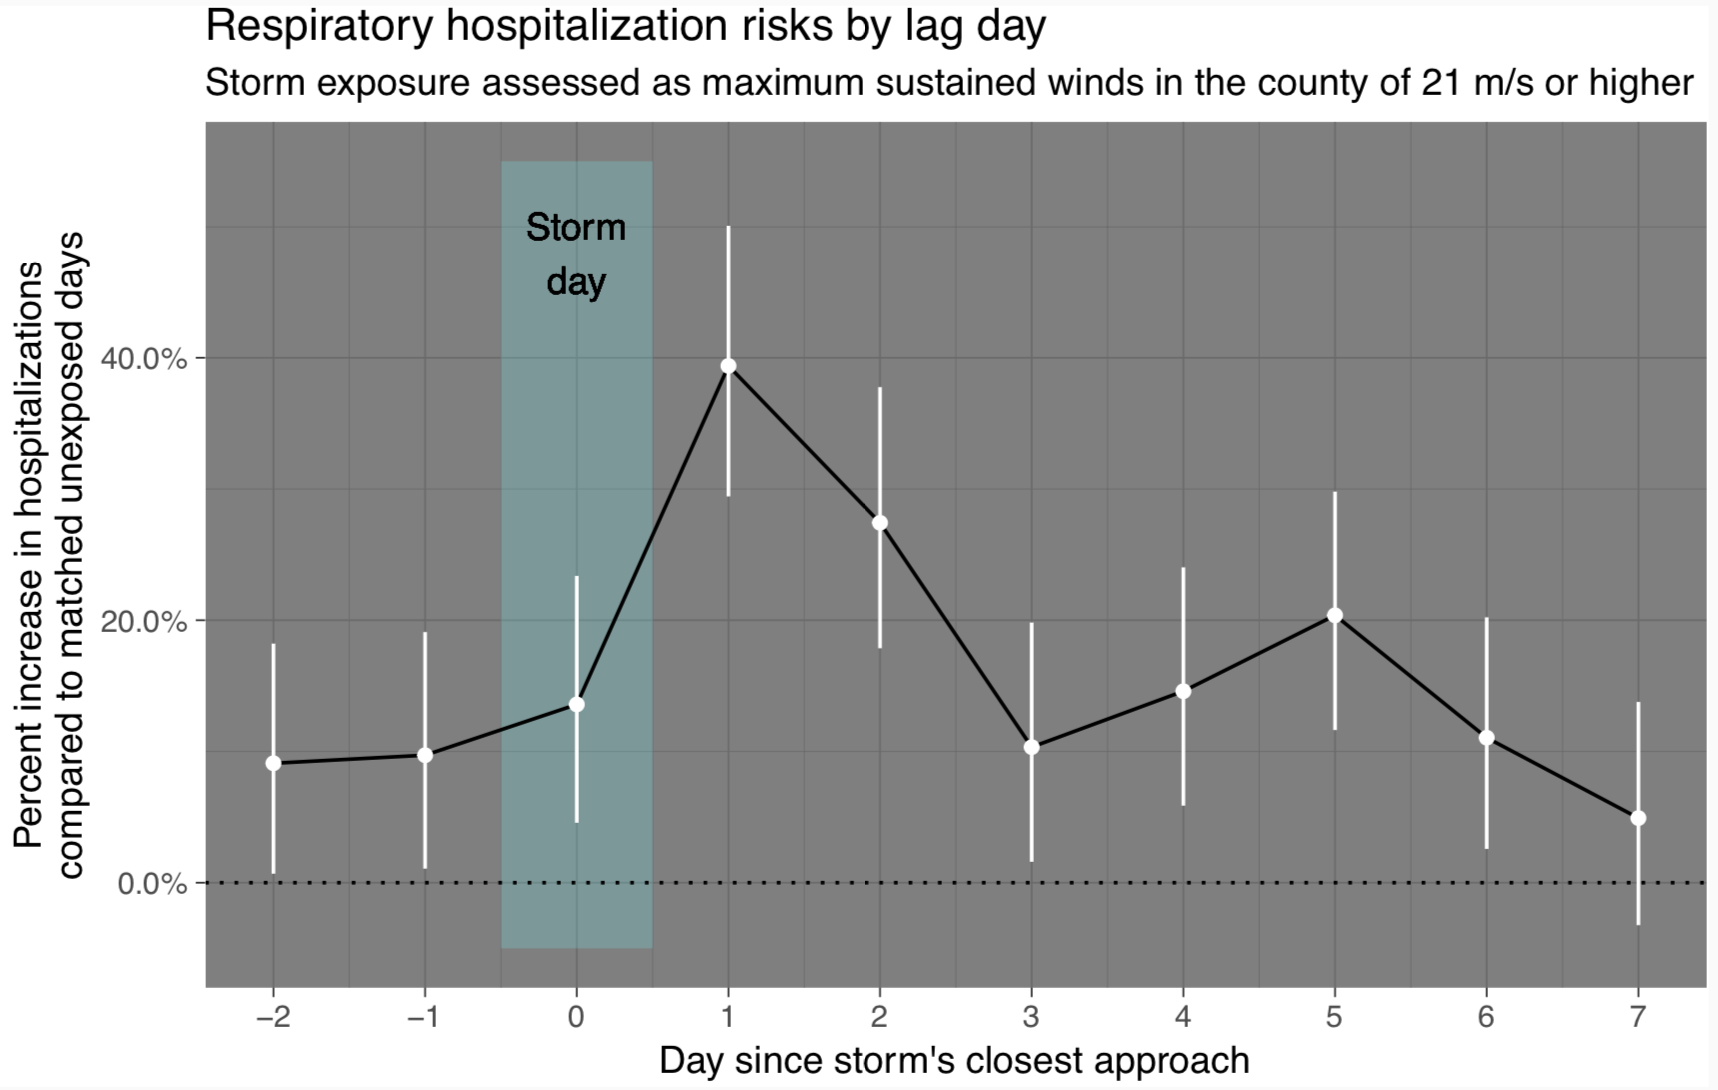 Respiratory hospitalization risks by lag day
Storm exposure assessed as maximum sustained winds in the county of 21 m/s or higher
Percent increase in hospitalizations
compared to matched unexposed days
40.0%
20.0%
0.0%
Storm
day
−2
−1
0
1
2
3
4
5
6
7
Day since storm's closest approach